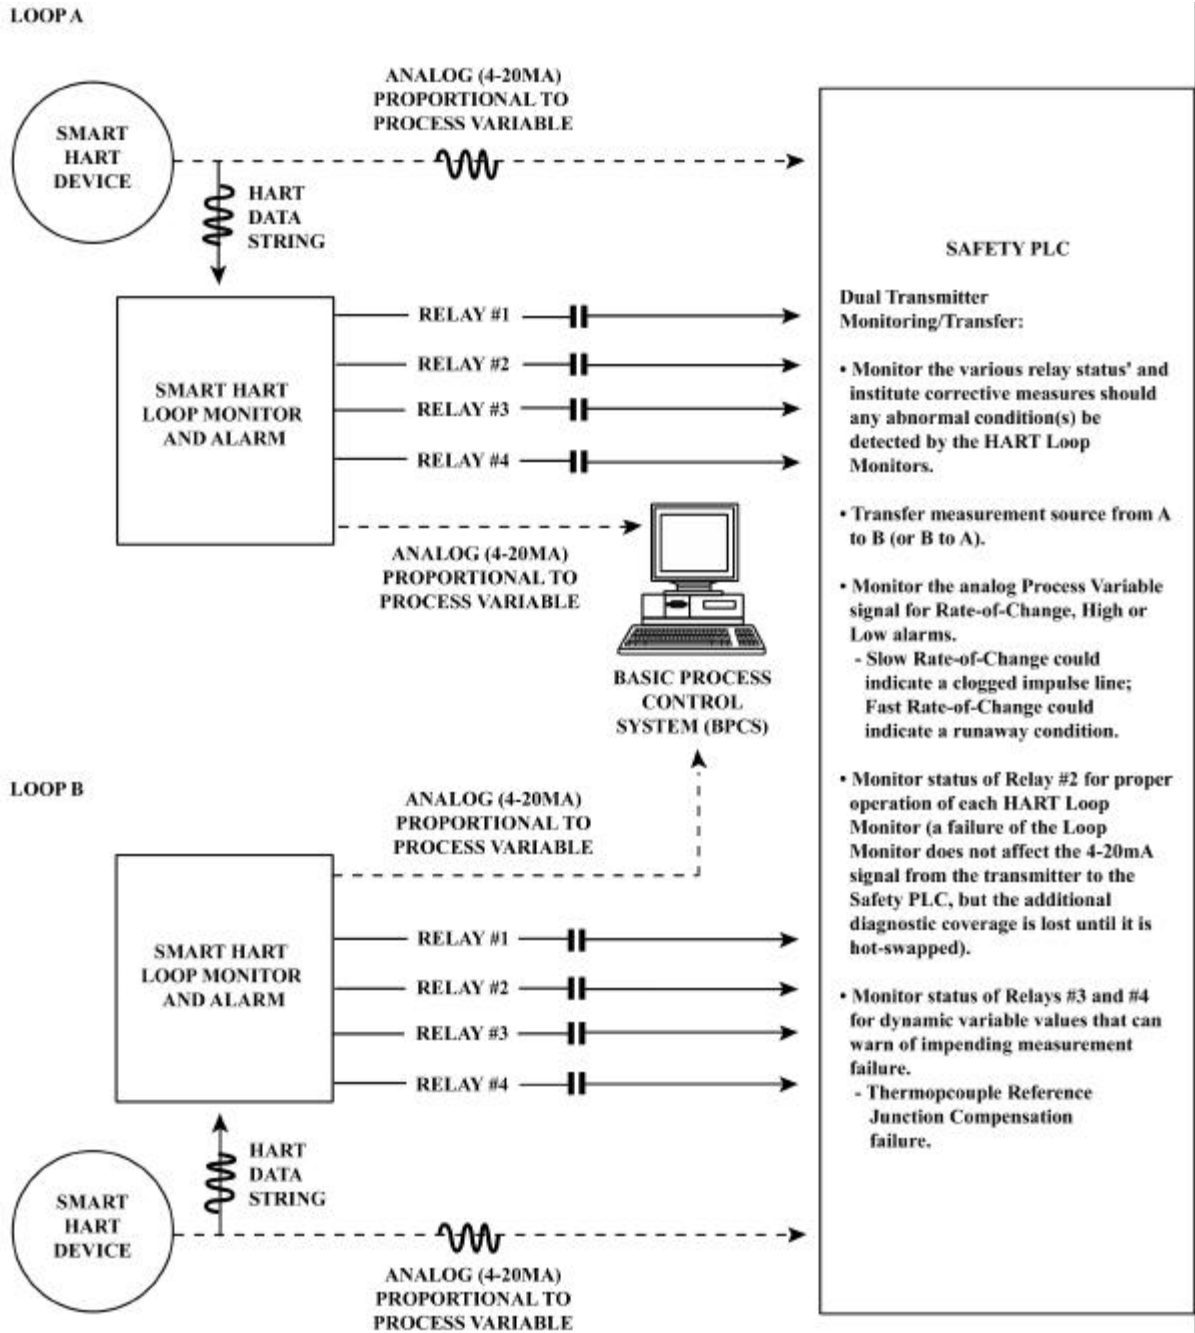 LOOP A
ANALOG (4-20MA)
PROPORTIONAL TO
PROCESS VARIABLE
SMART
HART
DEVICE
HART
DATA
STRING
SMART HART
LOOP MONITOR
AND ALARM
RELAY #1
RELAY #2
RELAY #3
RELAY #4
ANALOG (4-20MA)
PROPORTIONAL TO
PROCESS VARIABLE
BASIC PROCESS
CONTROL
SYSTEM (BPCS)
LOOP B
ANALOG (4-20MA)
PROPORTIONAL TO
PROCESS VARIABLE
SMART HART
LOOP MONITOR
AND ALARM
RELAY #1
RELAY #2
RELAY #3
RELAY #4
HART
DATA
STRING
SMART
HART
DEVICE
ANALOG (4-20MA)
PROPORTIONAL TO
PROCESS VARIABLE
SAFETY PLC
Dual Transmitter
Monitoring/Transfer:
• Monitor the various relay status' and
institute corrective measures should
any abnormal condition(s) be
detected by the HART Loop
Monitors.
• Transfer measurement source from A
to B (or B to A).
• Monitor the analog Process Variable
signal for Rate-of-Change, High or
Low alarms.
- Slow Rate-of-Change could
indicate a clogged impulse line;
Fast Rate-of-Change could
indicate a runaway condition.
• Monitor status of Relay #2 for proper
operation of each HART Loop
Monitor (a failure of the Loop
Monitor does not affect the 4-20mA
signal from the transmitter to the
Safety PLC, but the additional
diagnostic coverage is lost until it is
hot-swapped).
• Monitor status of Relays #3 and #4
for dynamic variable values that can
warn of impending measurement
failure.
- Thermopcouple Reference
Junction Compensation
failure.